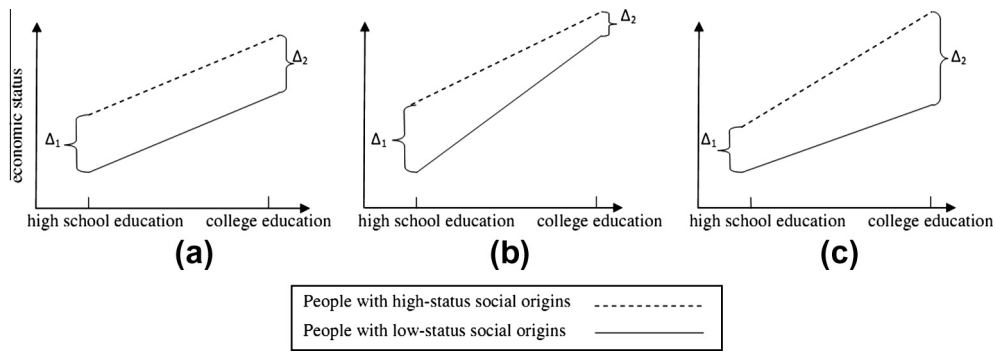 economic status
Δ1
Δ2
high school education
college education
(a)
Δ1
Δ2
high school education
college education
(b)
Δ1
Δ2
high school education
college education
(c)
People with high-status social origins
People with low-status social origins